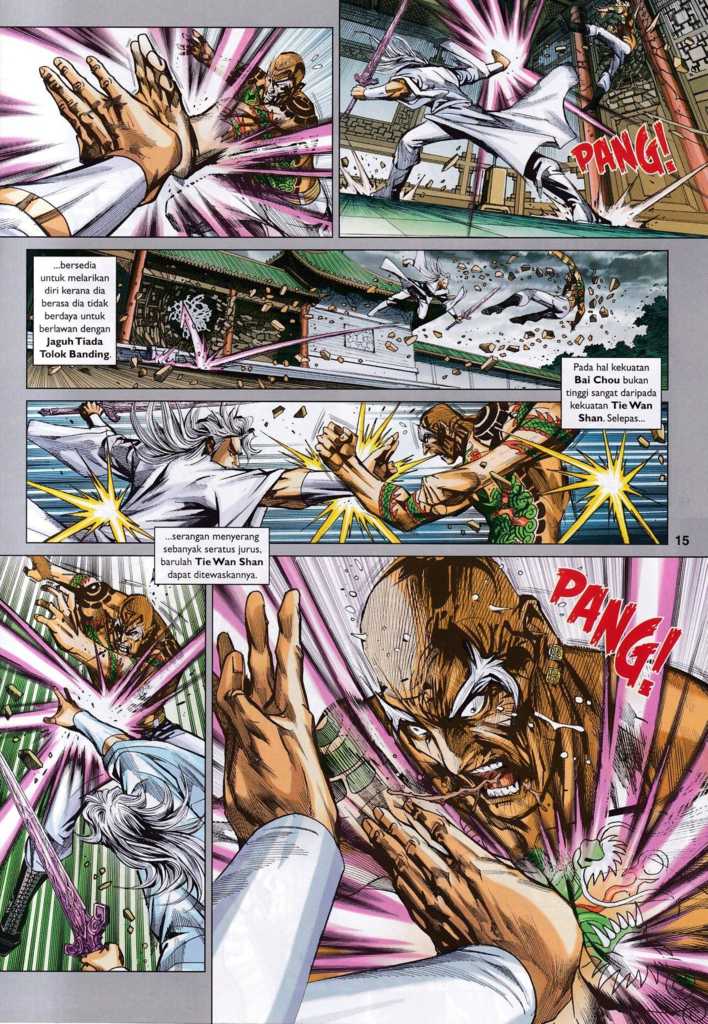 PANG!
...bersedia
untuk melarikan
diri kerana dia
berasa dia tidak
berdaya untuk
berlawan dengan
Jaguh Tiada
Tolok Banding.
Pada hal kekuatan
Bai Chou bukan
tinggi sangat daripada
kekuatan Tie Wan
Shan. Selepas...
15
...serangan menyerang
sebanyak seratus jurus,
barulah Tie Wan Shan
dapat ditewaskannya.
PANG!